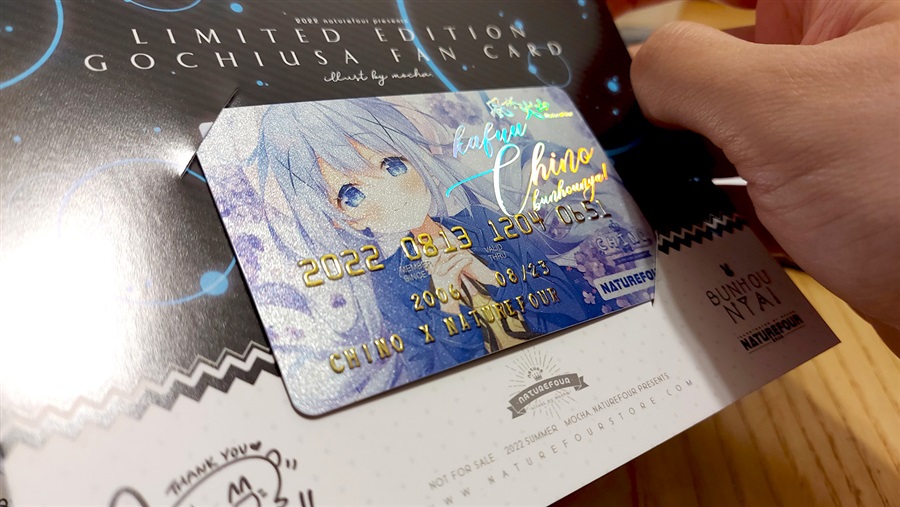 2022 naturefour presents
LIMITED EDITION
GOCHIUSA FAN CARD
illust by mocha.
kafuu
Chino
bunhounya!
2022 0813 1204 0651
MEMBER SINCE
VALID THRU
2006 08/23
CHINO X NATUREFOUR
NATUREFOUR
BUNHOU
NYA!
NATUREFOUR
NATUREFOUR
NOT FOR SALE 2022 SUMMER MOCHA. NATUREFOUR PRESENTS
WWW.NATUREFOURSTORE.COM
THANK YOU